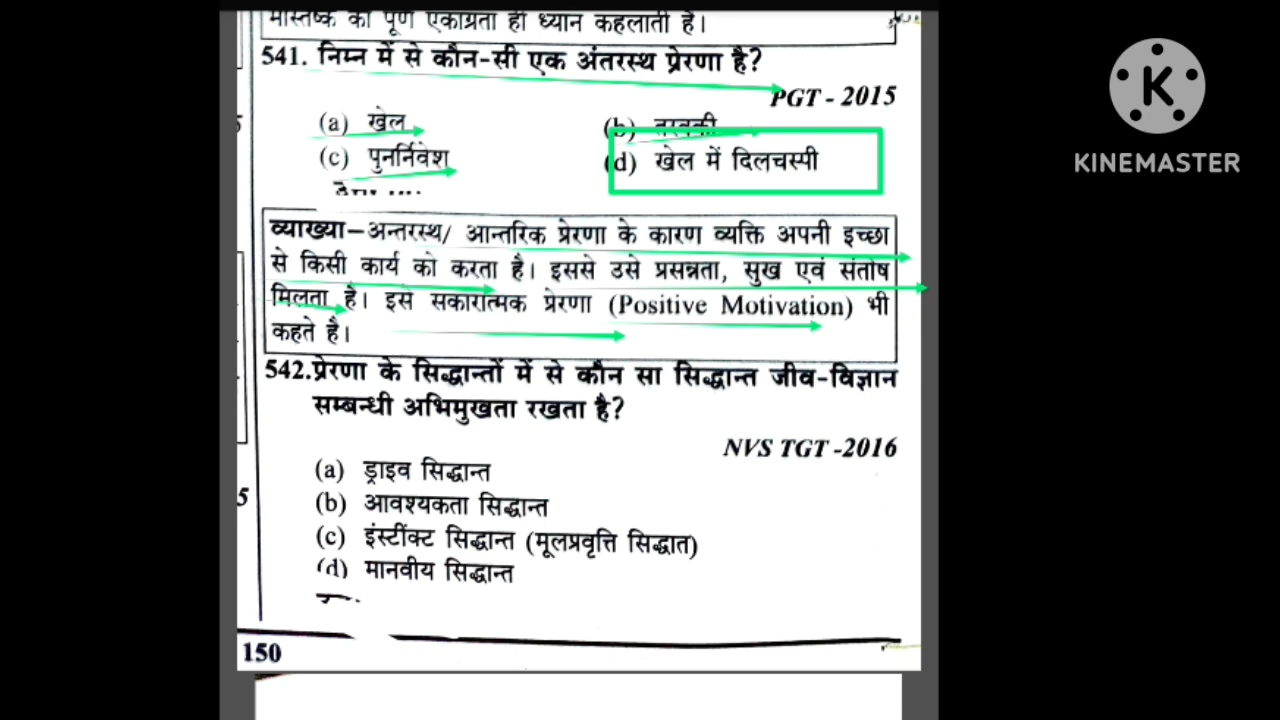 मस्तिष्क की पूर्ण एकाग्रता ही ध्यान कहलाती है।
541. निम्न में से कौन-सी एक अंतरस्थ प्रेरणा है?
PGT - 2015
(a) खेल (b) तरक्की
(c) पुनर्निवेश (d) खेल में दिलचस्पी
व्याख्या–अन्तरस्थ/ आन्तरिक प्रेरणा के कारण व्यक्ति अपनी इच्छा
से किसी कार्य को करता है। इससे उसे प्रसन्नता, सुख एवं संतोष
मिलता है। इसे सकारात्मक प्रेरणा (Positive Motivation) भी
कहते है।
542.प्रेरणा के सिद्धान्तों में से कौन सा सिद्धान्त जीव-विज्ञान
सम्बन्धी अभिमुखता रखता है?
NVS TGT -2016
(a) ड्राइव सिद्धान्त
(b) आवश्यकता सिद्धान्त
(c) इंस्टींक्ट सिद्धान्त (मूलप्रवृत्ति सिद्धात)
(d) मानवीय सिद्धान्त
150
5
K
KINEMASTER